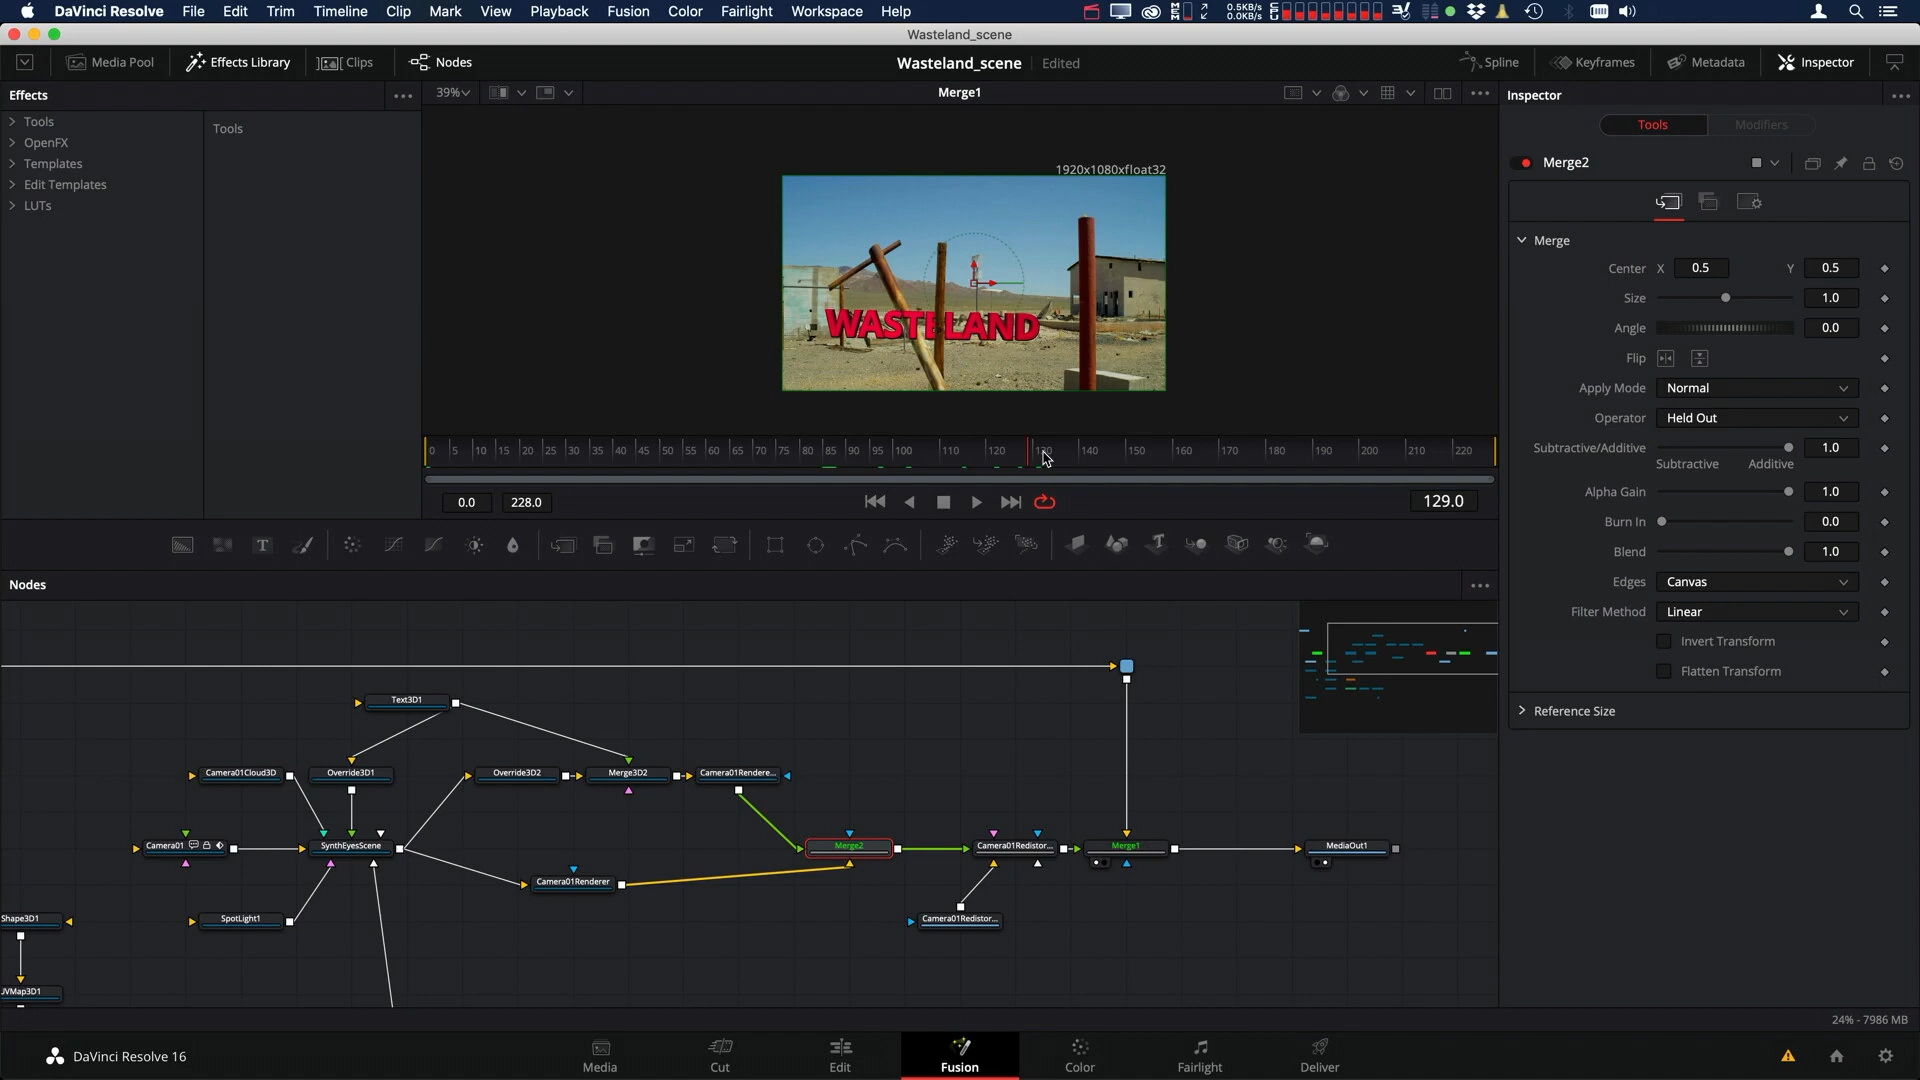 DaVinci Resolve File Edit Trim Timeline Clip Mark View Playback Fusion Color Fairlight Workspace Help
0.5KB/s
0.0KB/s
Wasteland_scene
Media Pool Effects Library Clips Nodes Wasteland_scene Edited Spline Keyframes Metadata Inspector
Effects 39% Merge1 Inspector
Tools Tools
OpenFX
Templates
Edit Templates
LUTs
1920x1080xfloat32
WASTELAND
0 5 10 15 20 25 30 35 40 45 50 55 60 65 70 75 80 85 90 95 100 110 120 130 140 150 160 170 180 190 200 210 220
0.0 228.0 129.0
Tools Modifiers
Merge2
Merge
Center X 0.5 Y 0.5
Size 1.0
Angle 0.0
Flip
Apply Mode Normal
Operator Held Out
Subtractive/Additive 1.0
Subtractive Additive
Alpha Gain 1.0
Burn In 0.0
Blend 1.0
Edges Canvas
Filter Method Linear
Invert Transform
Flatten Transform
Reference Size
Nodes
Text3D1
Camera01Cloud3D Override3D1 Override3D2 Merge3D2 Camera01Rendere...
Camera01 SynthEyesScene Merge2 Camera01Redistor... Merge1 MediaOut1
Camera01Renderer
Shape3D1 SpotLight1 Camera01Redistor...
UVMap3D1
24% - 7986 MB
DaVinci Resolve 16 Media Cut Edit Fusion Color Fairlight Deliver